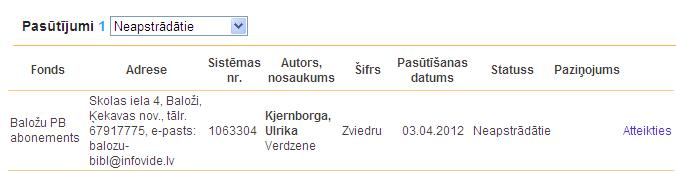 Pasūtījumi 1 Neapstrādātie
Fonds Adrese Sistēmas nr. Autors, nosaukums Šifrs Pasūtīšanas datums Statuss Paziņojums
Baložu PB
abonements
Skolas iela 4, Baloži,
Ķekavas nov., tālr.
67917775, e-pasts:
balozu-
bibl@infovide.lv
1063304
Kjernborga,
Ulrika
Verdzene
Zviedru
03.04.2012
Neapstrādātie
Atteikties